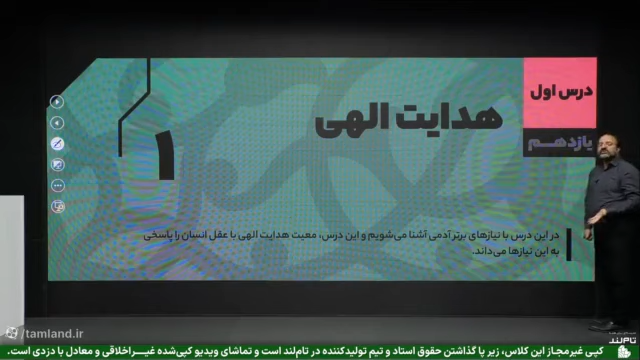 درس اول
یازدهم
هدایت الهی
۱
در این درس با نیازهای برتر آدمی آشنا می‌شویم و این درس، معیت هدایت الهی با عقل انسان را پاسخی
به این نیازها می‌داند.
/tamland.ir
تام‌لند
کپی غیرمجاز این کلاس، زیر پا گذاشتن حقوق استاد و تیم تولیدکننده در تام‌لند است و تماشای ویدیو کپی‌شده غیراخلاقی و معادل با دزدی است.